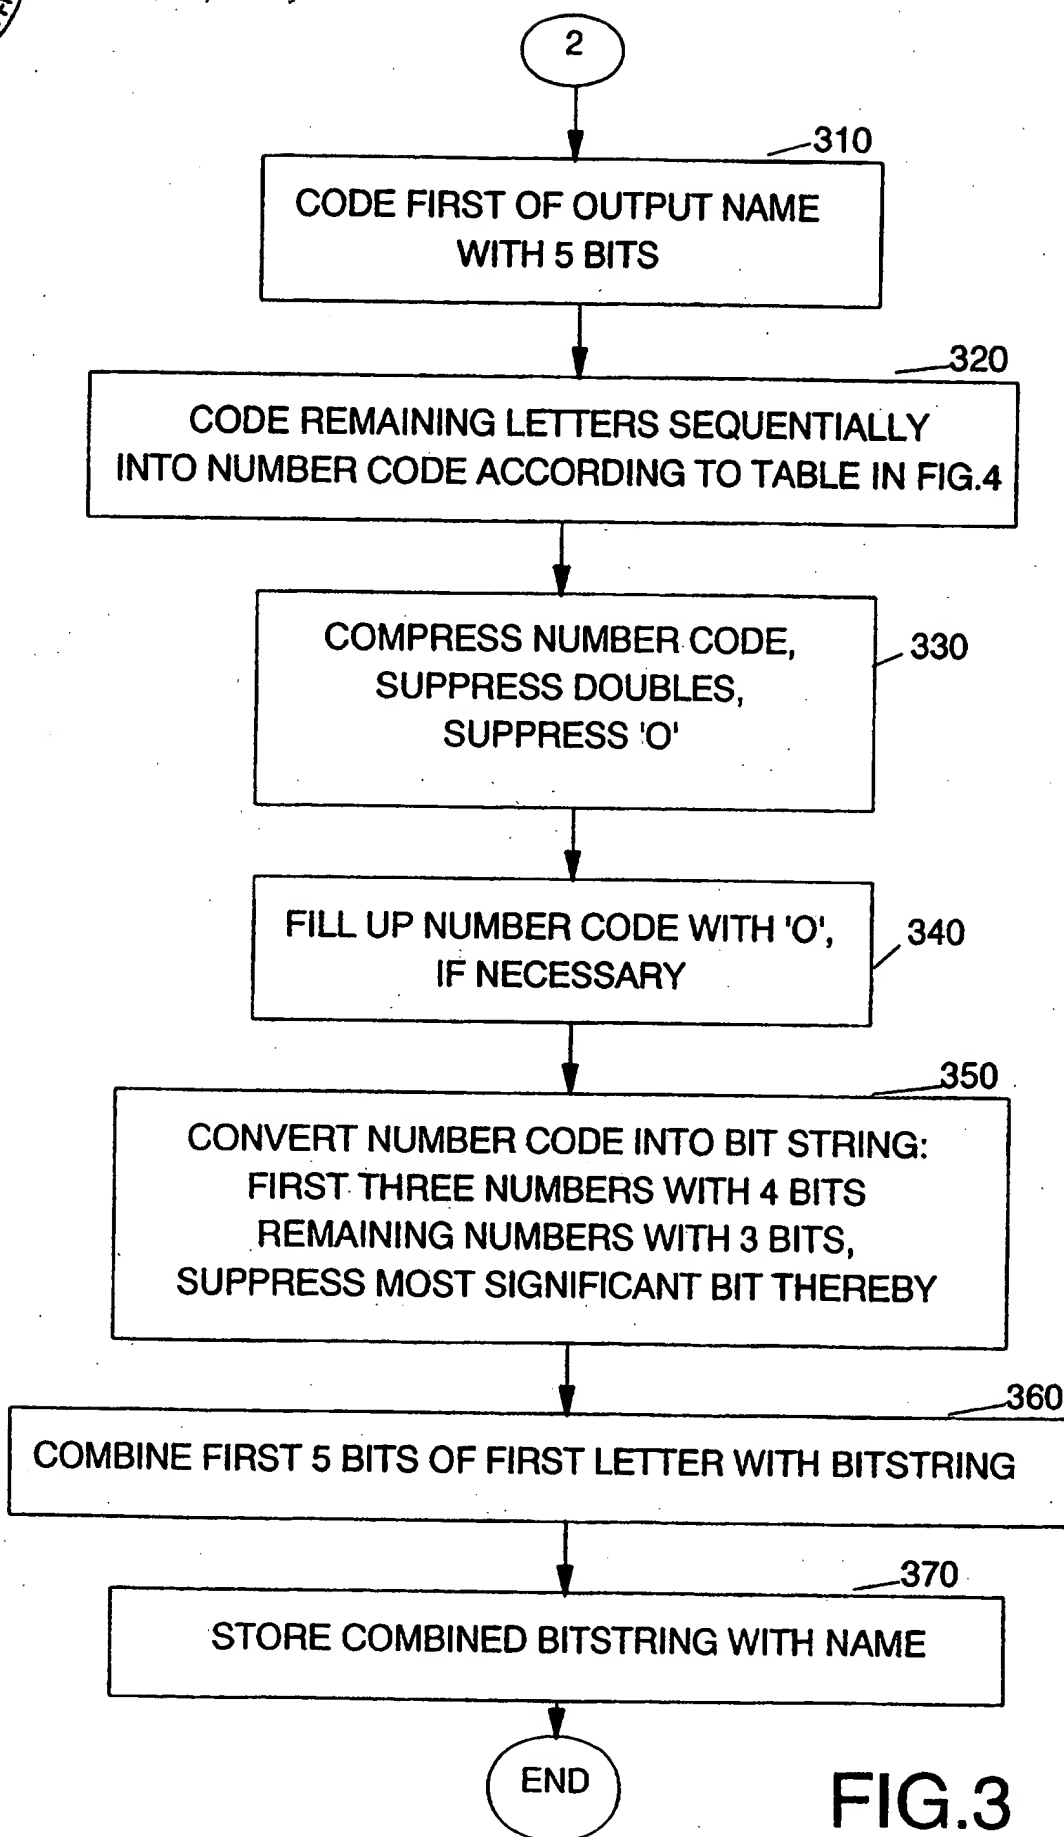 2
310
CODE FIRST OF OUTPUT NAME
WITH 5 BITS
320
CODE REMAINING LETTERS SEQUENTIALLY
INTO NUMBER CODE ACCORDING TO TABLE IN FIG.4
330
COMPRESS NUMBER CODE,
SUPPRESS DOUBLES,
SUPPRESS 'O'
340
FILL UP NUMBER CODE WITH 'O',
IF NECESSARY
350
CONVERT NUMBER CODE INTO BIT STRING:
FIRST THREE NUMBERS WITH 4 BITS
REMAINING NUMBERS WITH 3 BITS,
SUPPRESS MOST SIGNIFICANT BIT THEREBY
360
COMBINE FIRST 5 BITS OF FIRST LETTER WITH BITSTRING
370
STORE COMBINED BITSTRING WITH NAME
END
FIG.3